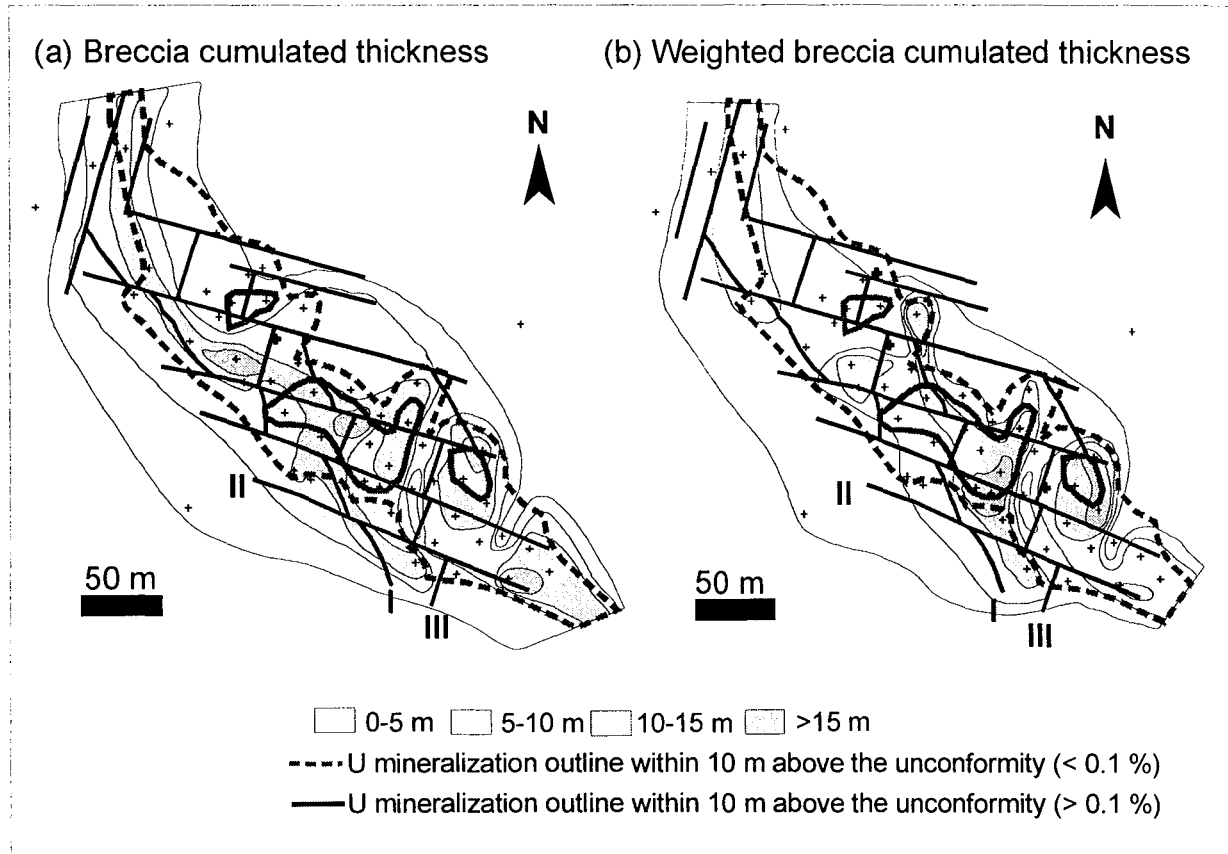 (a) Breccia cumulated thickness
(b) Weighted breccia cumulated thickness
N
N
II
50 m
I
III
II
50 m
I
III
0-5 m 5-10 m 10-15 m >15 m
U mineralization outline within 10 m above the unconformity (< 0.1 %)
U mineralization outline within 10 m above the unconformity (> 0.1 %)